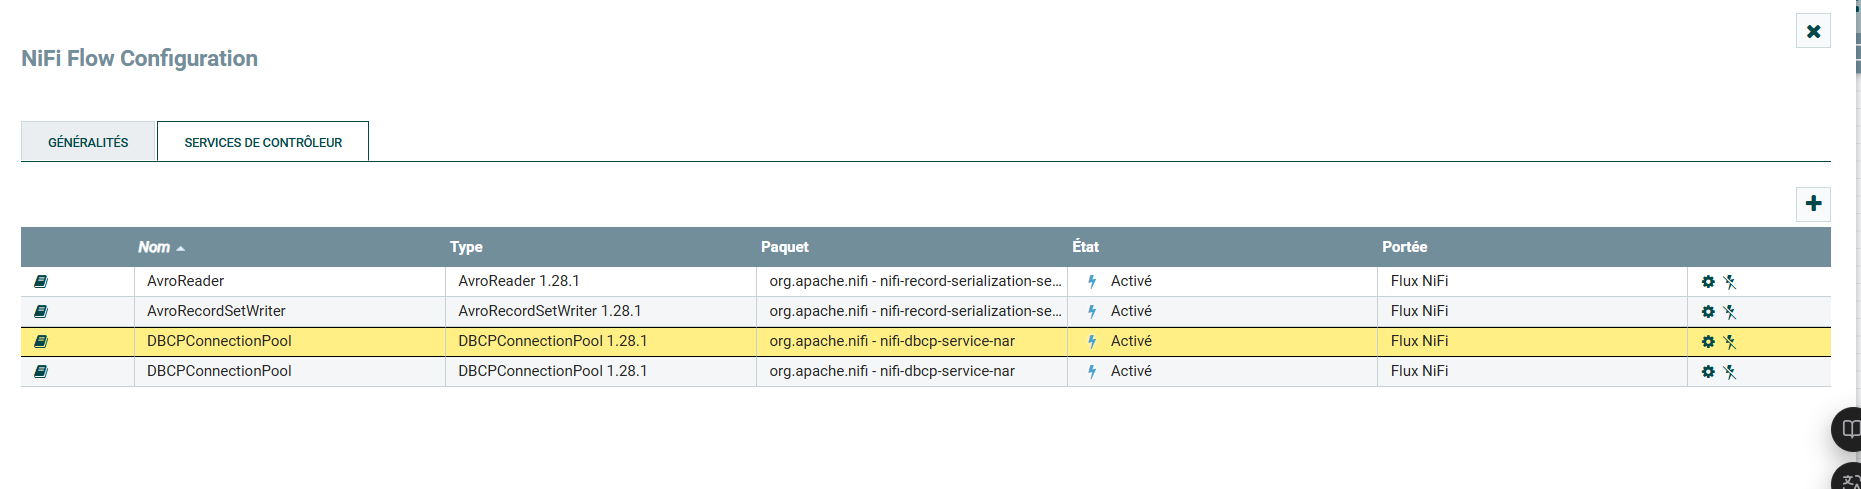 NiFi Flow Configuration
GÉNÉRALITÉS SERVICES DE CONTRÔLEUR
Nom Type Paquet État Portée
AvroReader AvroReader 1.28.1 org.apache.nifi - nifi-record-serialization-se... Activé Flux NiFi
AvroRecordSetWriter AvroRecordSetWriter 1.28.1 org.apache.nifi - nifi-record-serialization-se... Activé Flux NiFi
DBCPConnectionPool DBCPConnectionPool 1.28.1 org.apache.nifi - nifi-dbcp-service-nar Activé Flux NiFi
DBCPConnectionPool DBCPConnectionPool 1.28.1 org.apache.nifi - nifi-dbcp-service-nar Activé Flux NiFi